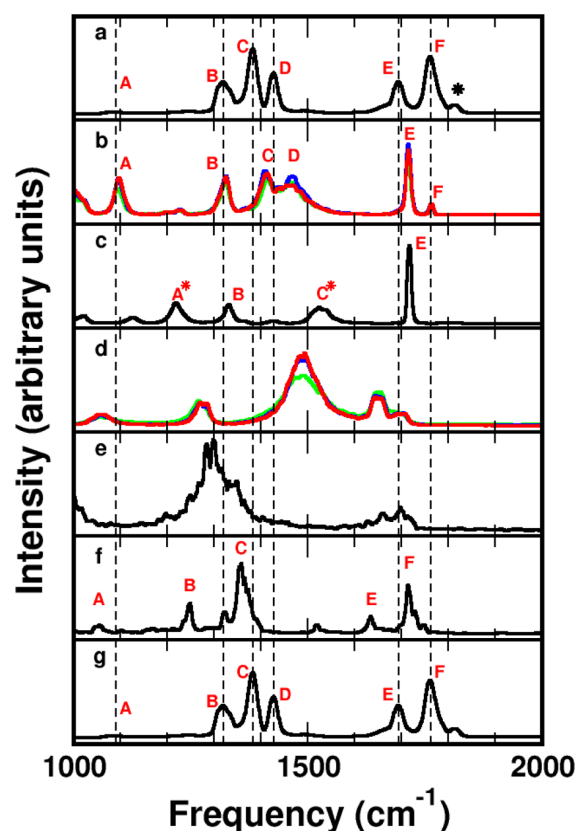 a
A B C D E F *
b
A B C D E F
c
A* B C* E
d
e
f
A B C E F
g
A B C D E F
1000 1500 2000
Frequency (cm-1)
Intensity (arbitrary units)